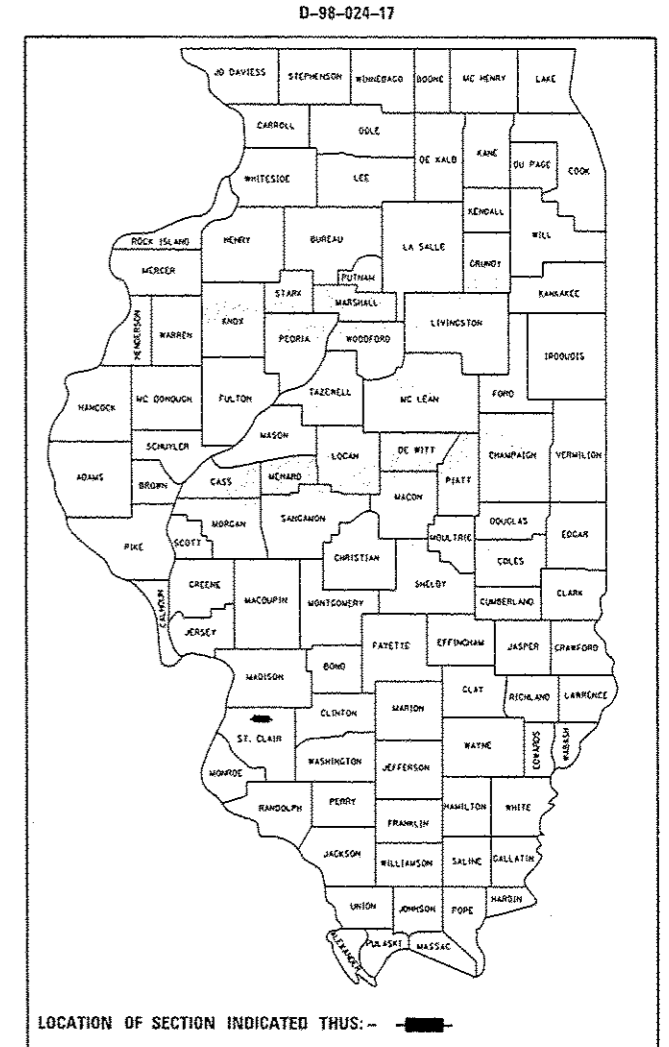 D-98-024-17
JO DAVIESS
STEPHENSON
WINNEBAGO
BOONE
MC HENRY
LAKE
CARROLL
OGLE
DE KALB
KANE
DU PAGE
COOK
WHITESIDE
LEE
KENDALL
WILL
ROCK ISLAND
HENRY
BUREAU
LA SALLE
GRUNDY
MERCER
PUTNAM
KANKAKEE
STARK
MARSHALL
HENDERSON
WARREN
KNOX
PEORIA
WOODFORD
LIVINGSTON
IROQUOIS
HANCOCK
MC DONOUGH
FULTON
TAZEWELL
MC LEAN
FORD
MASON
SCHUYLER
LOGAN
DE WITT
CHAMPAIGN
VERMILION
ADAMS
BROWN
CASS
MENARD
PIATT
MACON
MORGAN
SANGAMON
DOUGLAS
EDGAR
PIKE
SCOTT
MOULTRIE
CHRISTIAN
COLES
SHELBY
CALHOUN
GREENE
MACOUPIN
MONTGOMERY
CUMBERLAND
CLARK
JERSEY
FAYETTE
EFFINGHAM
JASPER
CRAWFORD
BOND
MADISON
CLAY
RICHLAND
LAWRENCE
CLINTON
MARION
ST. CLAIR
WAYNE
EDWARDS
WABASH
WASHINGTON
JEFFERSON
MONROE
RANDOLPH
PERRY
HAMILTON
WHITE
FRANKLIN
JACKSON
WILLIAMSON
SALINE
GALLATIN
UNION
JOHNSON
POPE
HARDIN
ALEXANDER
PULASKI
MASSAC
LOCATION OF SECTION INDICATED THUS: -